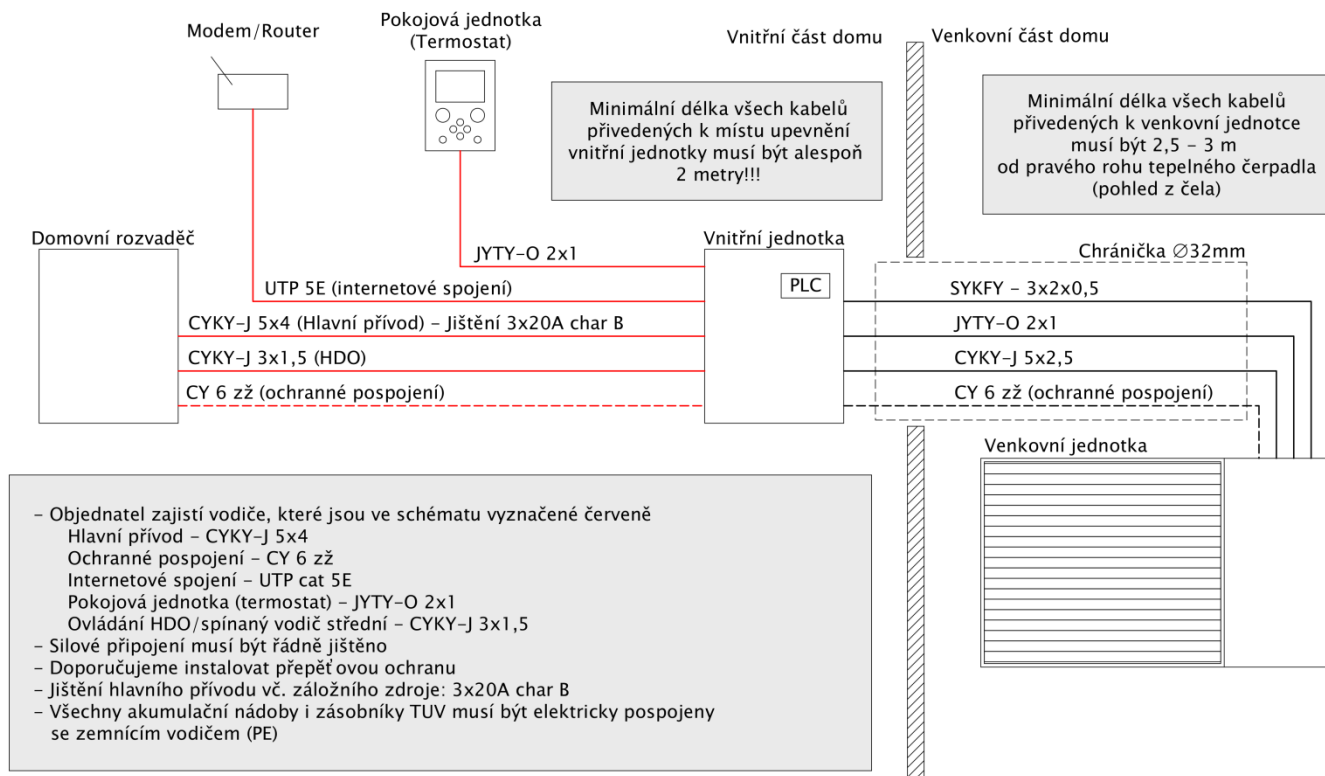 Modem/Router
Pokojová jednotka
(Termostat)
Vnitřní část domu
Venkovní část domu
Minimální délka všech kabelů
přivedených k místu upevnění
vnitřní jednotky musí být alespoň
2 metry!!!
Minimální délka všech kabelů
přivedených k venkovní jednotce
musí být 2,5 – 3 m
od pravého rohu tepelného čerpadla
(pohled z čela)
Domovní rozvaděč
Vnitřní jednotka
PLC
Chránička ∅32mm
JYTY–O 2x1
UTP 5E (internetové spojení)
CYKY–J 5x4 (Hlavní přívod) – Jištění 3x20A char B
CYKY–J 3x1,5 (HDO)
CY 6 zž (ochranné pospojení)
SYKFY – 3x2x0,5
JYTY–O 2x1
CYKY–J 5x2,5
CY 6 zž (ochranné pospojení)
Venkovní jednotka
– Objednatel zajistí vodiče, které jsou ve schématu vyznačené červeně
Hlavní přívod – CYKY–J 5x4
Ochranné pospojení – CY 6 zž
Internetové spojení – UTP cat 5E
Pokojová jednotka (termostat) – JYTY–O 2x1
Ovládání HDO/spínaný vodič střední – CYKY–J 3x1,5
– Silové připojení musí být řádně jištěno
– Doporučujeme instalovat přepěťovou ochranu
– Jištění hlavního přívodu vč. záložního zdroje: 3x20A char B
– Všechny akumulační nádoby i zásobníky TUV musí být elektricky pospojeny
se zemnícím vodičem (PE)